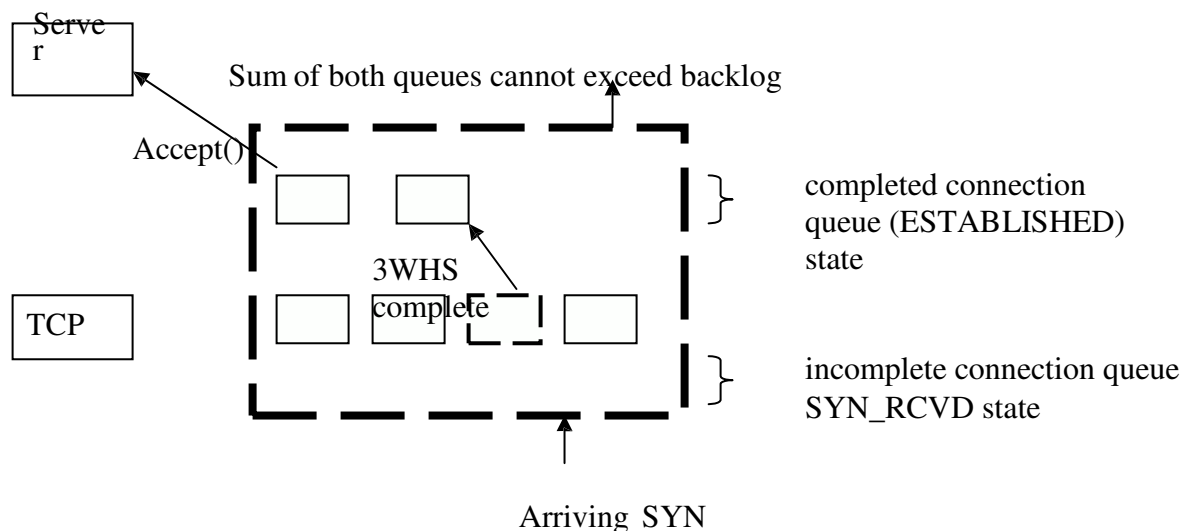 Serve
r
Sum of both queues cannot exceed backlog
Accept()
completed connection
queue (ESTABLISHED)
state
3WHS
complete
TCP
incomplete connection queue
SYN_RCVD state
Arriving SYN